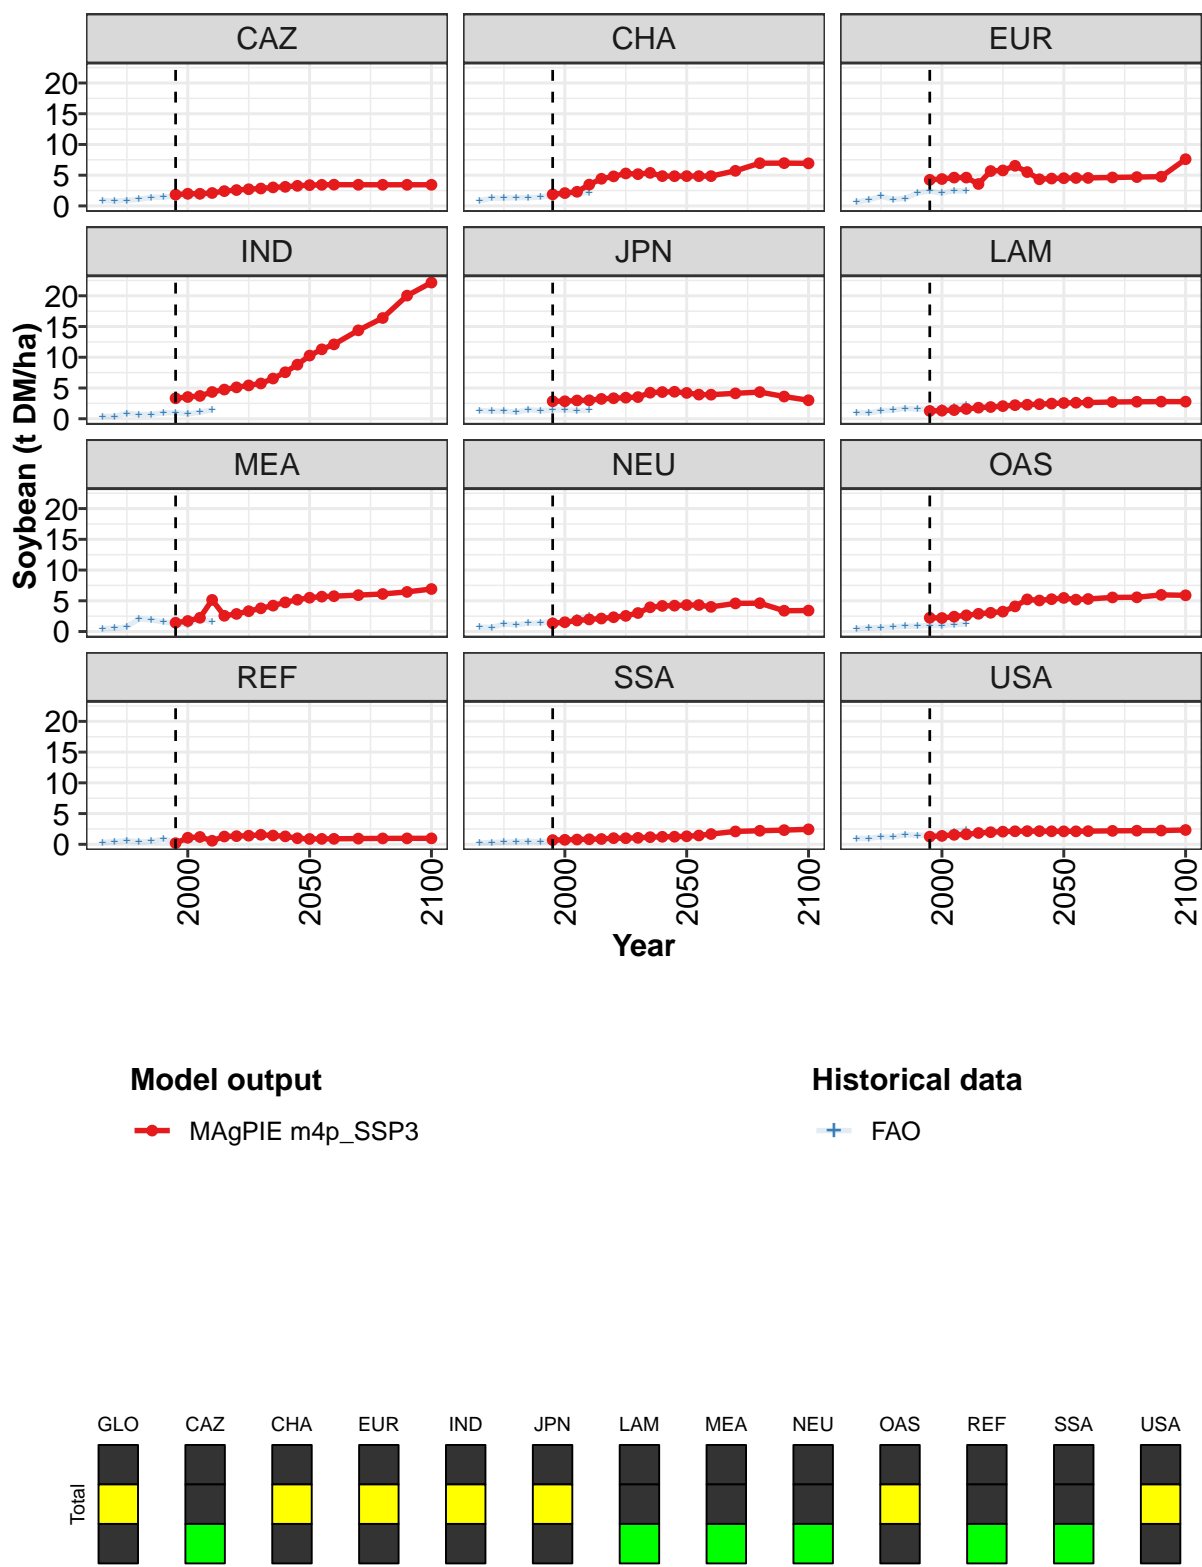 CAZ CHA EUR
20
15
10
5
0
IND JPN LAM
20
15
10
5
0
Soybean (t DM/ha)
MEA NEU OAS
20
15
10
5
0
REF SSA USA
20
15
10
5
0
2000 2050 2100 2000 2050 2100 2000 2050 2100
Year
Model output Historical data
MAgPIE m4p_SSP3 FAO
GLO CAZ CHA EUR IND JPN LAM MEA NEU OAS REF SSA USA
Total